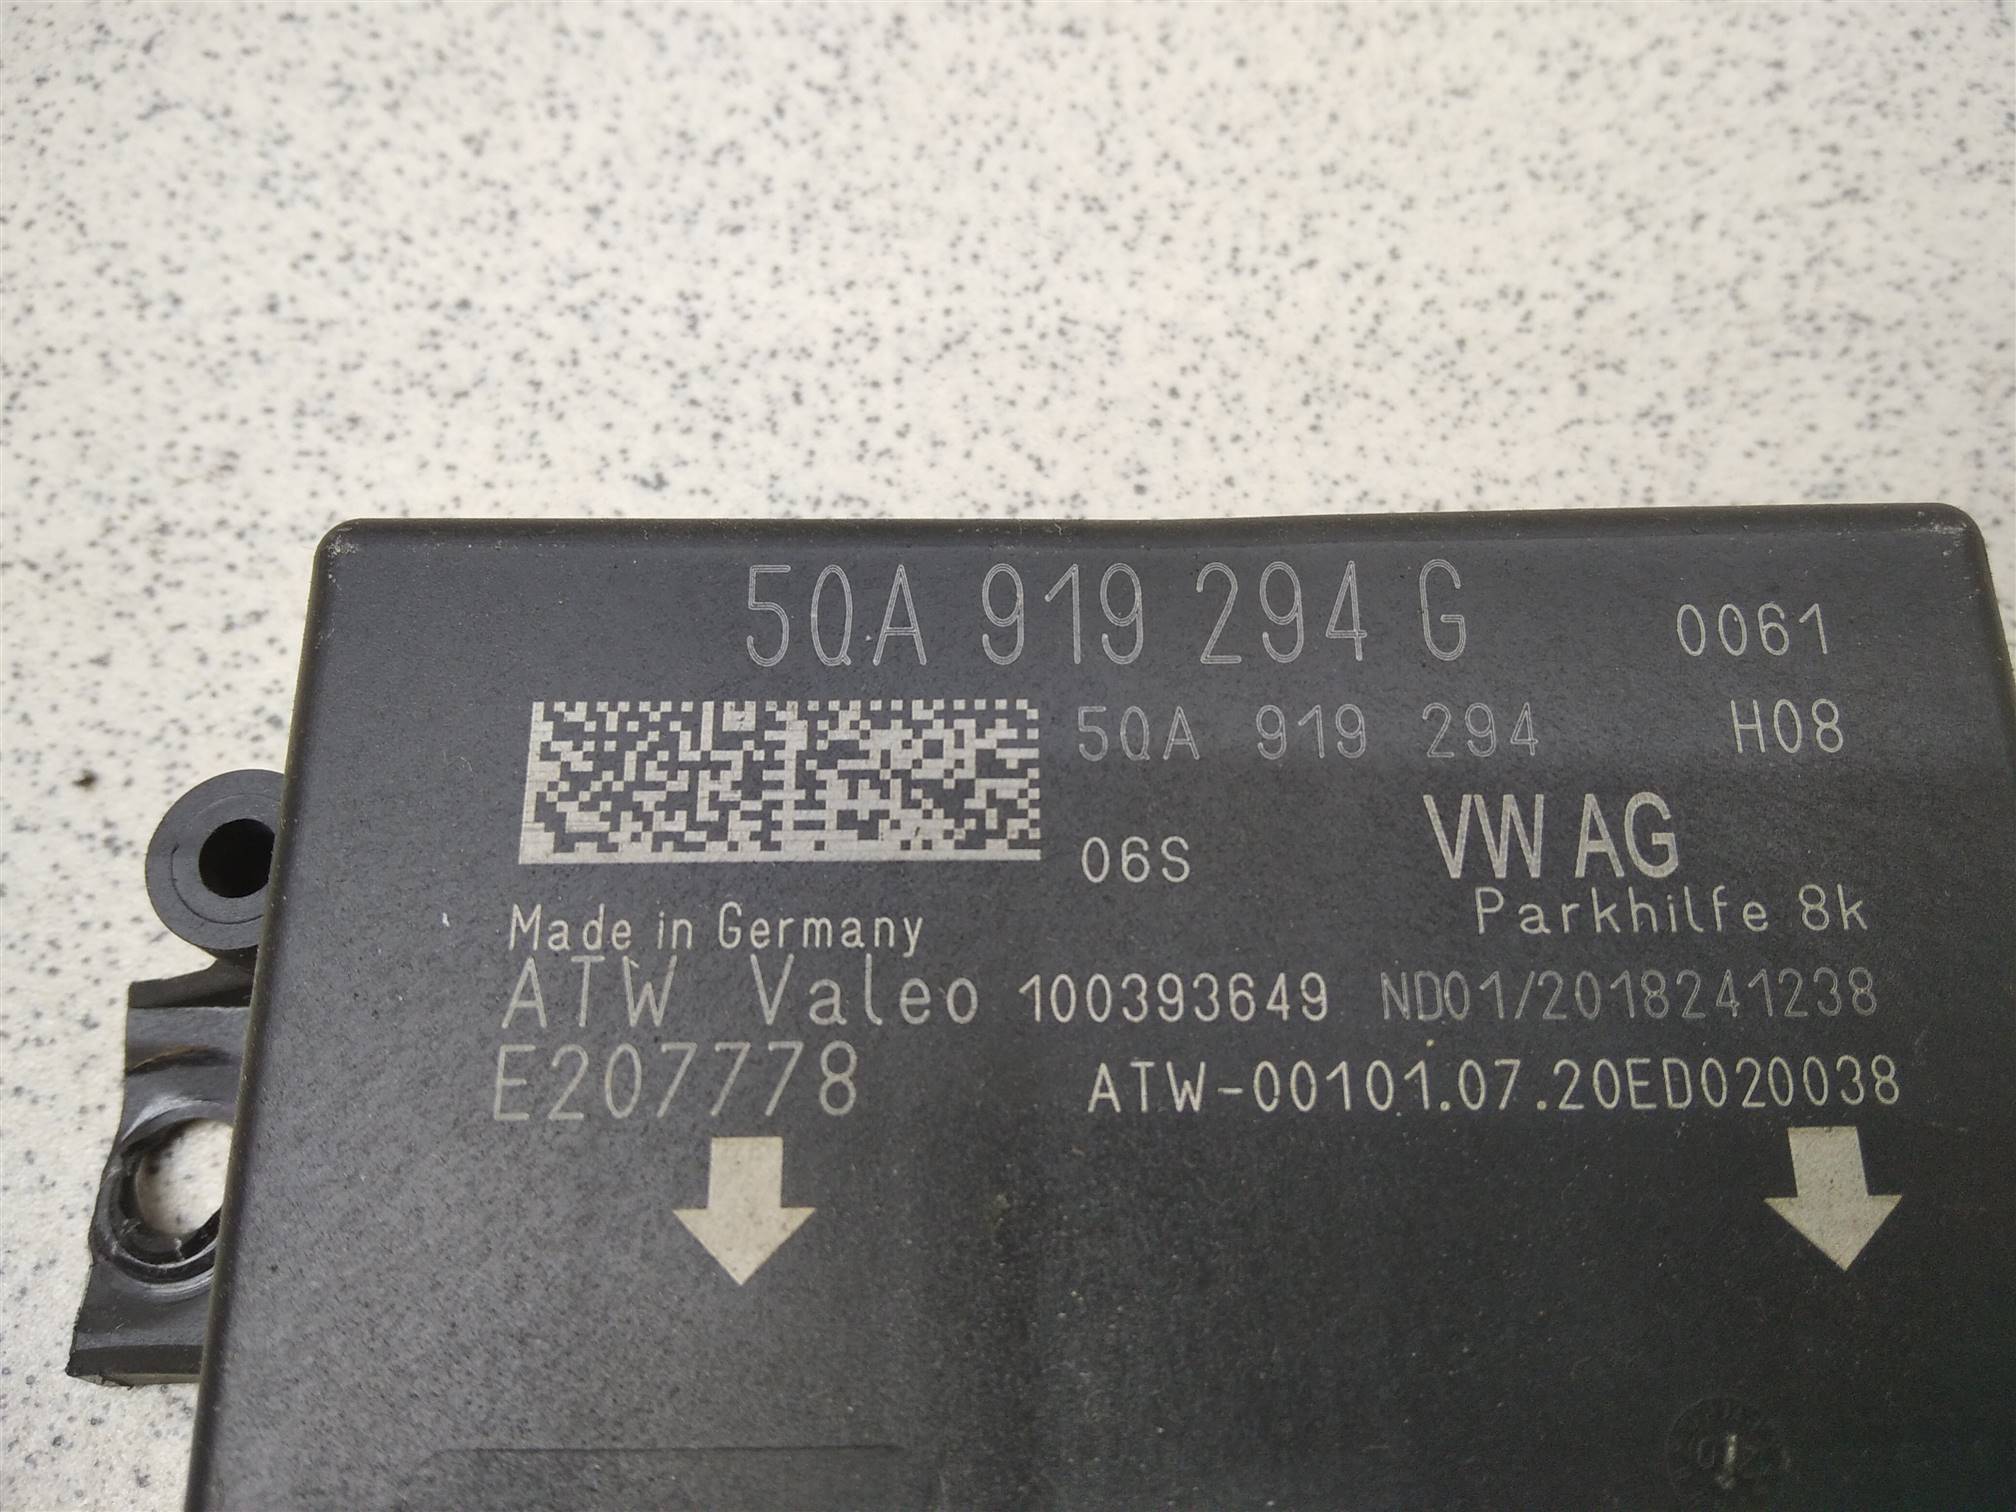 5QA 919 294 G 0061
5QA 919 294 H08
06S VW AG
Parkhilfe 8k
Made in Germany
ATW Valeo 100393649 ND01/2018241238
E207778 ATW-00101.07.20ED020038